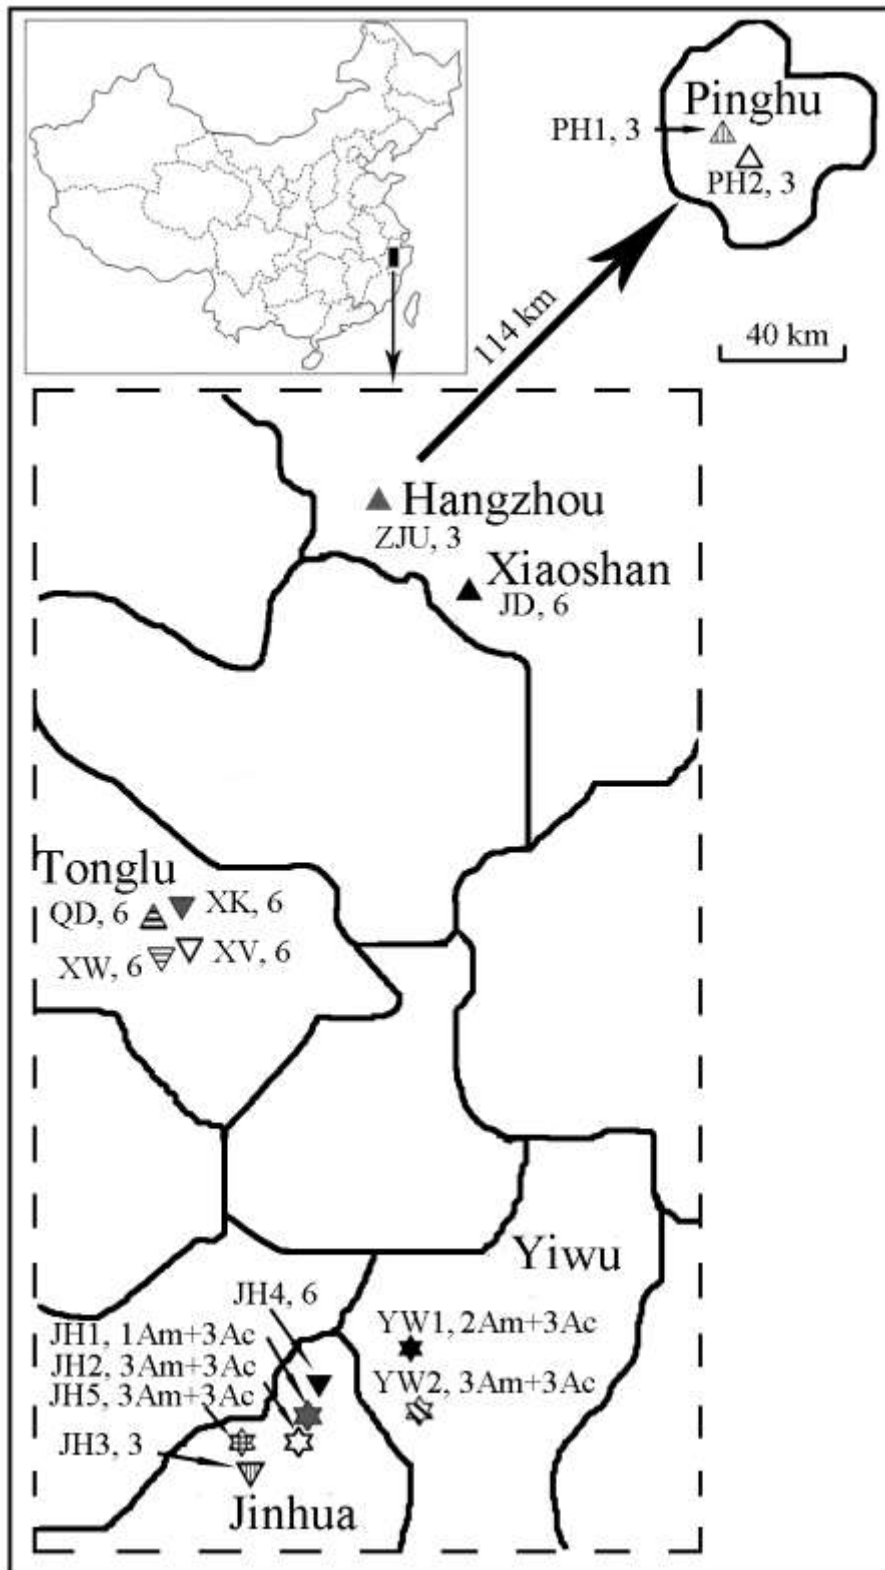 Pinghu
PH1, 3
PH2, 3
114 km
40 km
Hangzhou
ZJU, 3
Xiaoshan
JD, 6
Tonglu
QD, 6
XK, 6
XW, 6
XV, 6
Yiwu
JH4, 6
JH1, 1Am+3Ac
JH2, 3Am+3Ac
JH5, 3Am+3Ac
JH3, 3
YW1, 2Am+3Ac
YW2, 3Am+3Ac
Jinhua